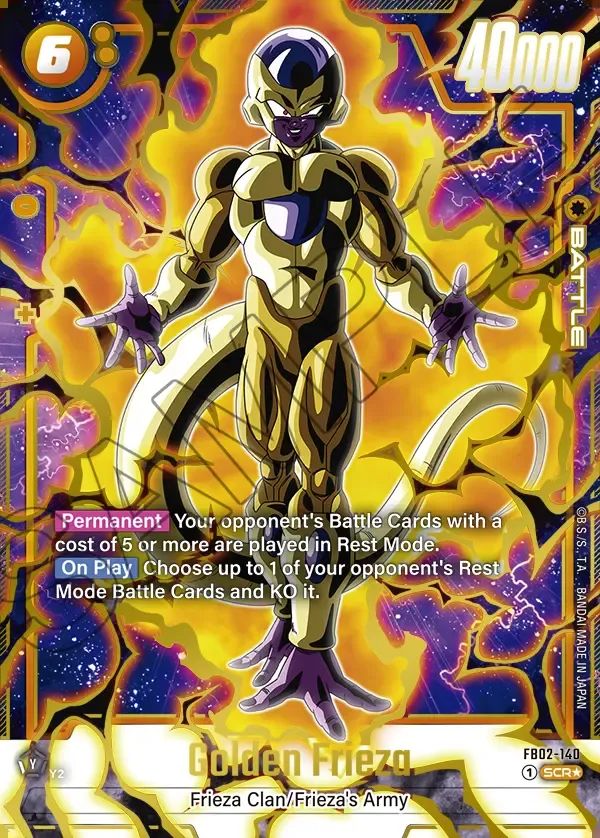 6
40000
BATTLE
Permanent Your opponent's Battle Cards with a
cost of 5 or more are played in Rest Mode.
On Play Choose up to 1 of your opponent's Rest
Mode Battle Cards and KO it.
©B.S./S., T.A. BANDAI MADE IN JAPAN
Golden Frieza
FB02-140
Y
Y2
1 SCR★
Frieza Clan/Frieza's Army
SAMPLE